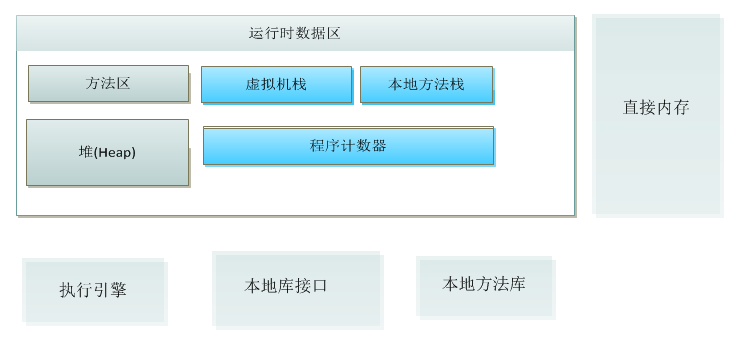 运行时数据区
方法区
虚拟机栈
本地方法栈
直接内存
堆(Heap)
程序计数器
执行引擎
本地库接口
本地方法库